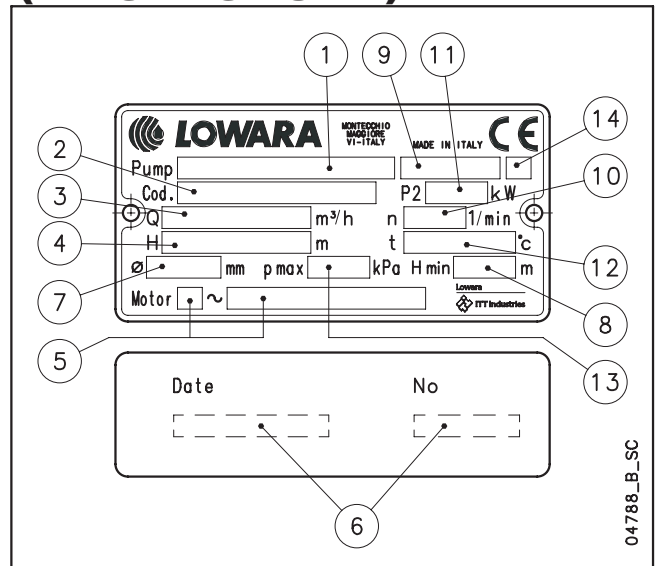 1 9 11
LOWARA MONTECCHIO MAGGIORE VI-ITALY MADE IN ITALY CE
14
2 Pump
Cod. P2 kW 10
3 Q m³/h n 1/min
4 H m t °c
12
Ø mm p max kPa H min m
7 Motor ~ Lowara ITT Industries 8
5 13
Date No
6
04788_B_SC